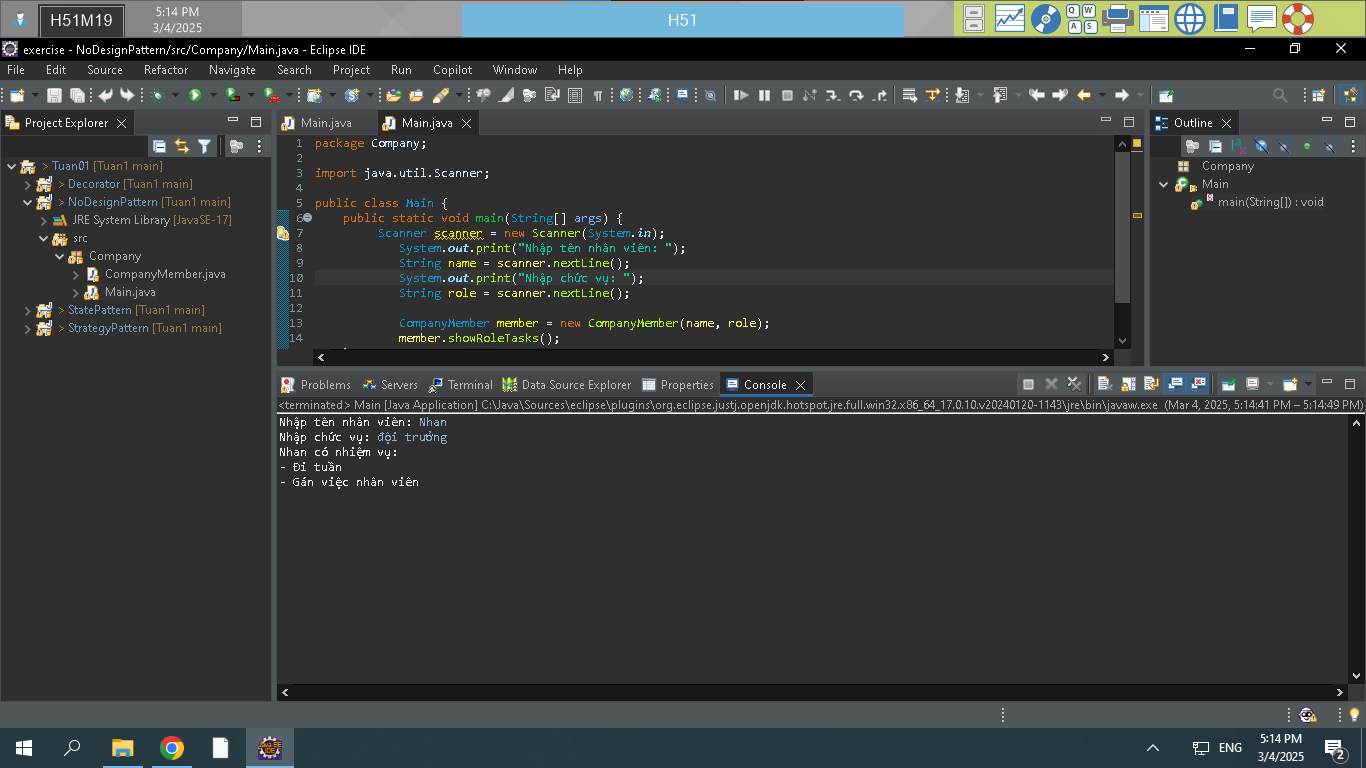 H51M19
5:14 PM
3/4/2025
H51
Q W
A S
exercise - NoDesignPattern/src/Company/Main.java - Eclipse IDE
File Edit Source Refactor Navigate Search Project Run Copilot Window Help
Project Explorer
> Tuan01 [Tuan1 main]
> Decorator [Tuan1 main]
> NoDesignPattern [Tuan1 main]
JRE System Library [JavaSE-17]
src
Company
CompanyMember.java
Main.java
> StatePattern [Tuan1 main]
> StrategyPattern [Tuan1 main]
Main.java
Main.java
1 package Company;
2
3 import java.util.Scanner;
4
5 public class Main {
6 public static void main(String[] args) {
7 Scanner scanner = new Scanner(System.in);
8 System.out.print("Nhập tên nhân viên: ");
9 String name = scanner.nextLine();
10 System.out.print("Nhập chức vụ: ");
11 String role = scanner.nextLine();
12
13 CompanyMember member = new CompanyMember(name, role);
14 member.showRoleTasks();
Outline
Company
Main
main(String[]) : void
Problems Servers Terminal Data Source Explorer Properties Console
<terminated> Main [Java Application] C:\Java\Sources\eclipse\plugins\org.eclipse.justj.openjdk.hotspot.jre.full.win32.x86_64_17.0.10.v20240120-1143\jre\bin\javaw.exe (Mar 4, 2025, 5:14:41 PM – 5:14:49 PM)
Nhập tên nhân viên: Nhan
Nhập chức vụ: đội trưởng
Nhan có nhiệm vụ:
- Đi tuần
- Gán việc nhân viên
ENG
5:14 PM
3/4/2025
2